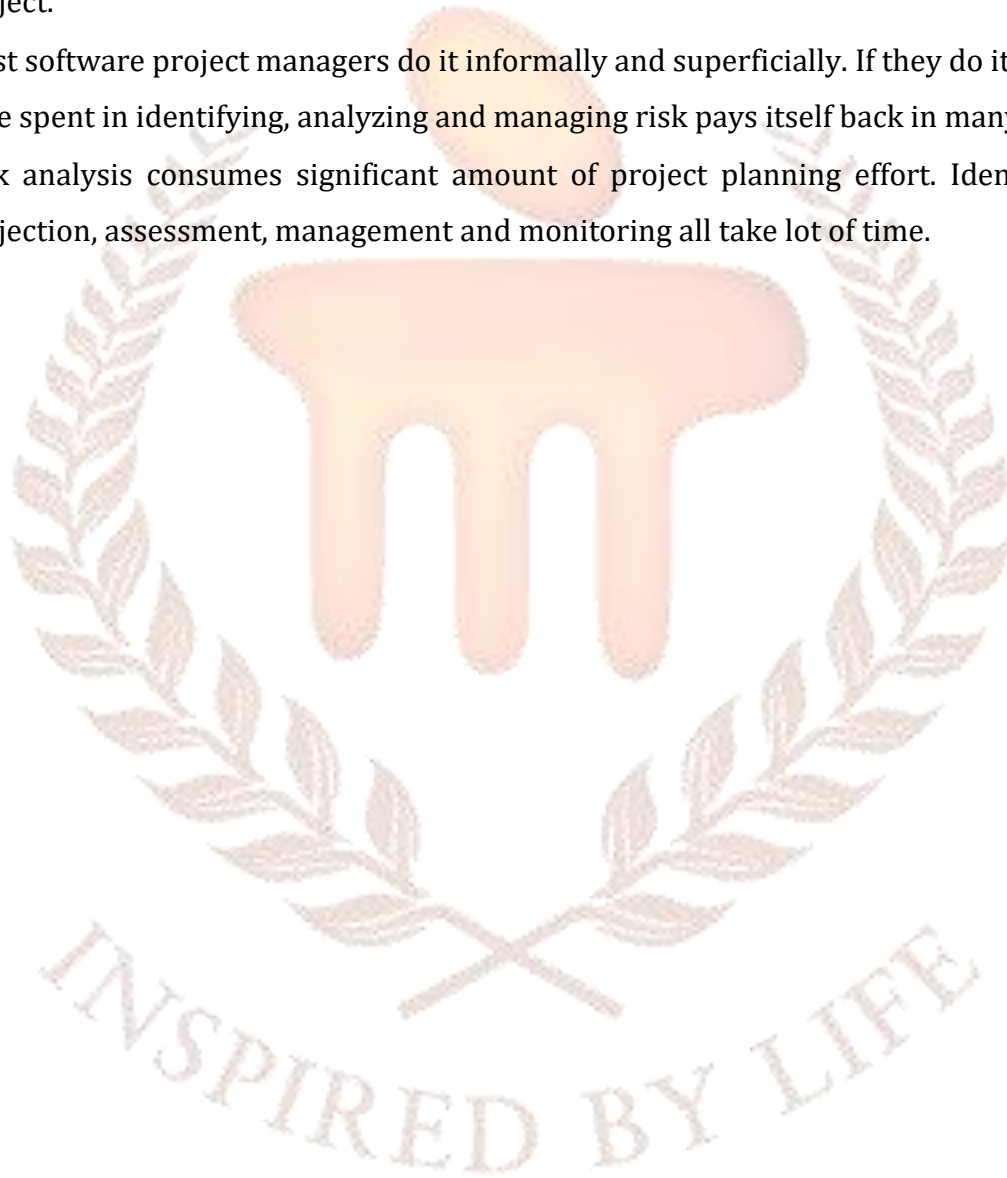 ject.
st software project managers do it informally and superficially. If they do it
e spent in identifying, analyzing and managing risk pays itself back in many
k analysis consumes significant amount of project planning effort. Iden
jection, assessment, management and monitoring all take lot of time.
INSPIRED BY LIFE